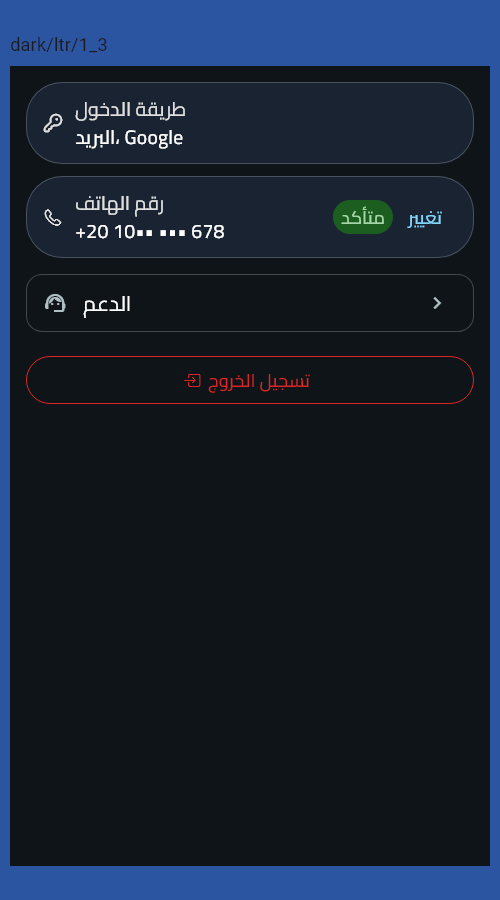 dark/ltr/1_3
طريقة الدخول
البريد، Google
رقم الهاتف
+20 10▪▪ ▪▪▪ 678
متأكد
تغيير
الدعم
تسجيل الخروج